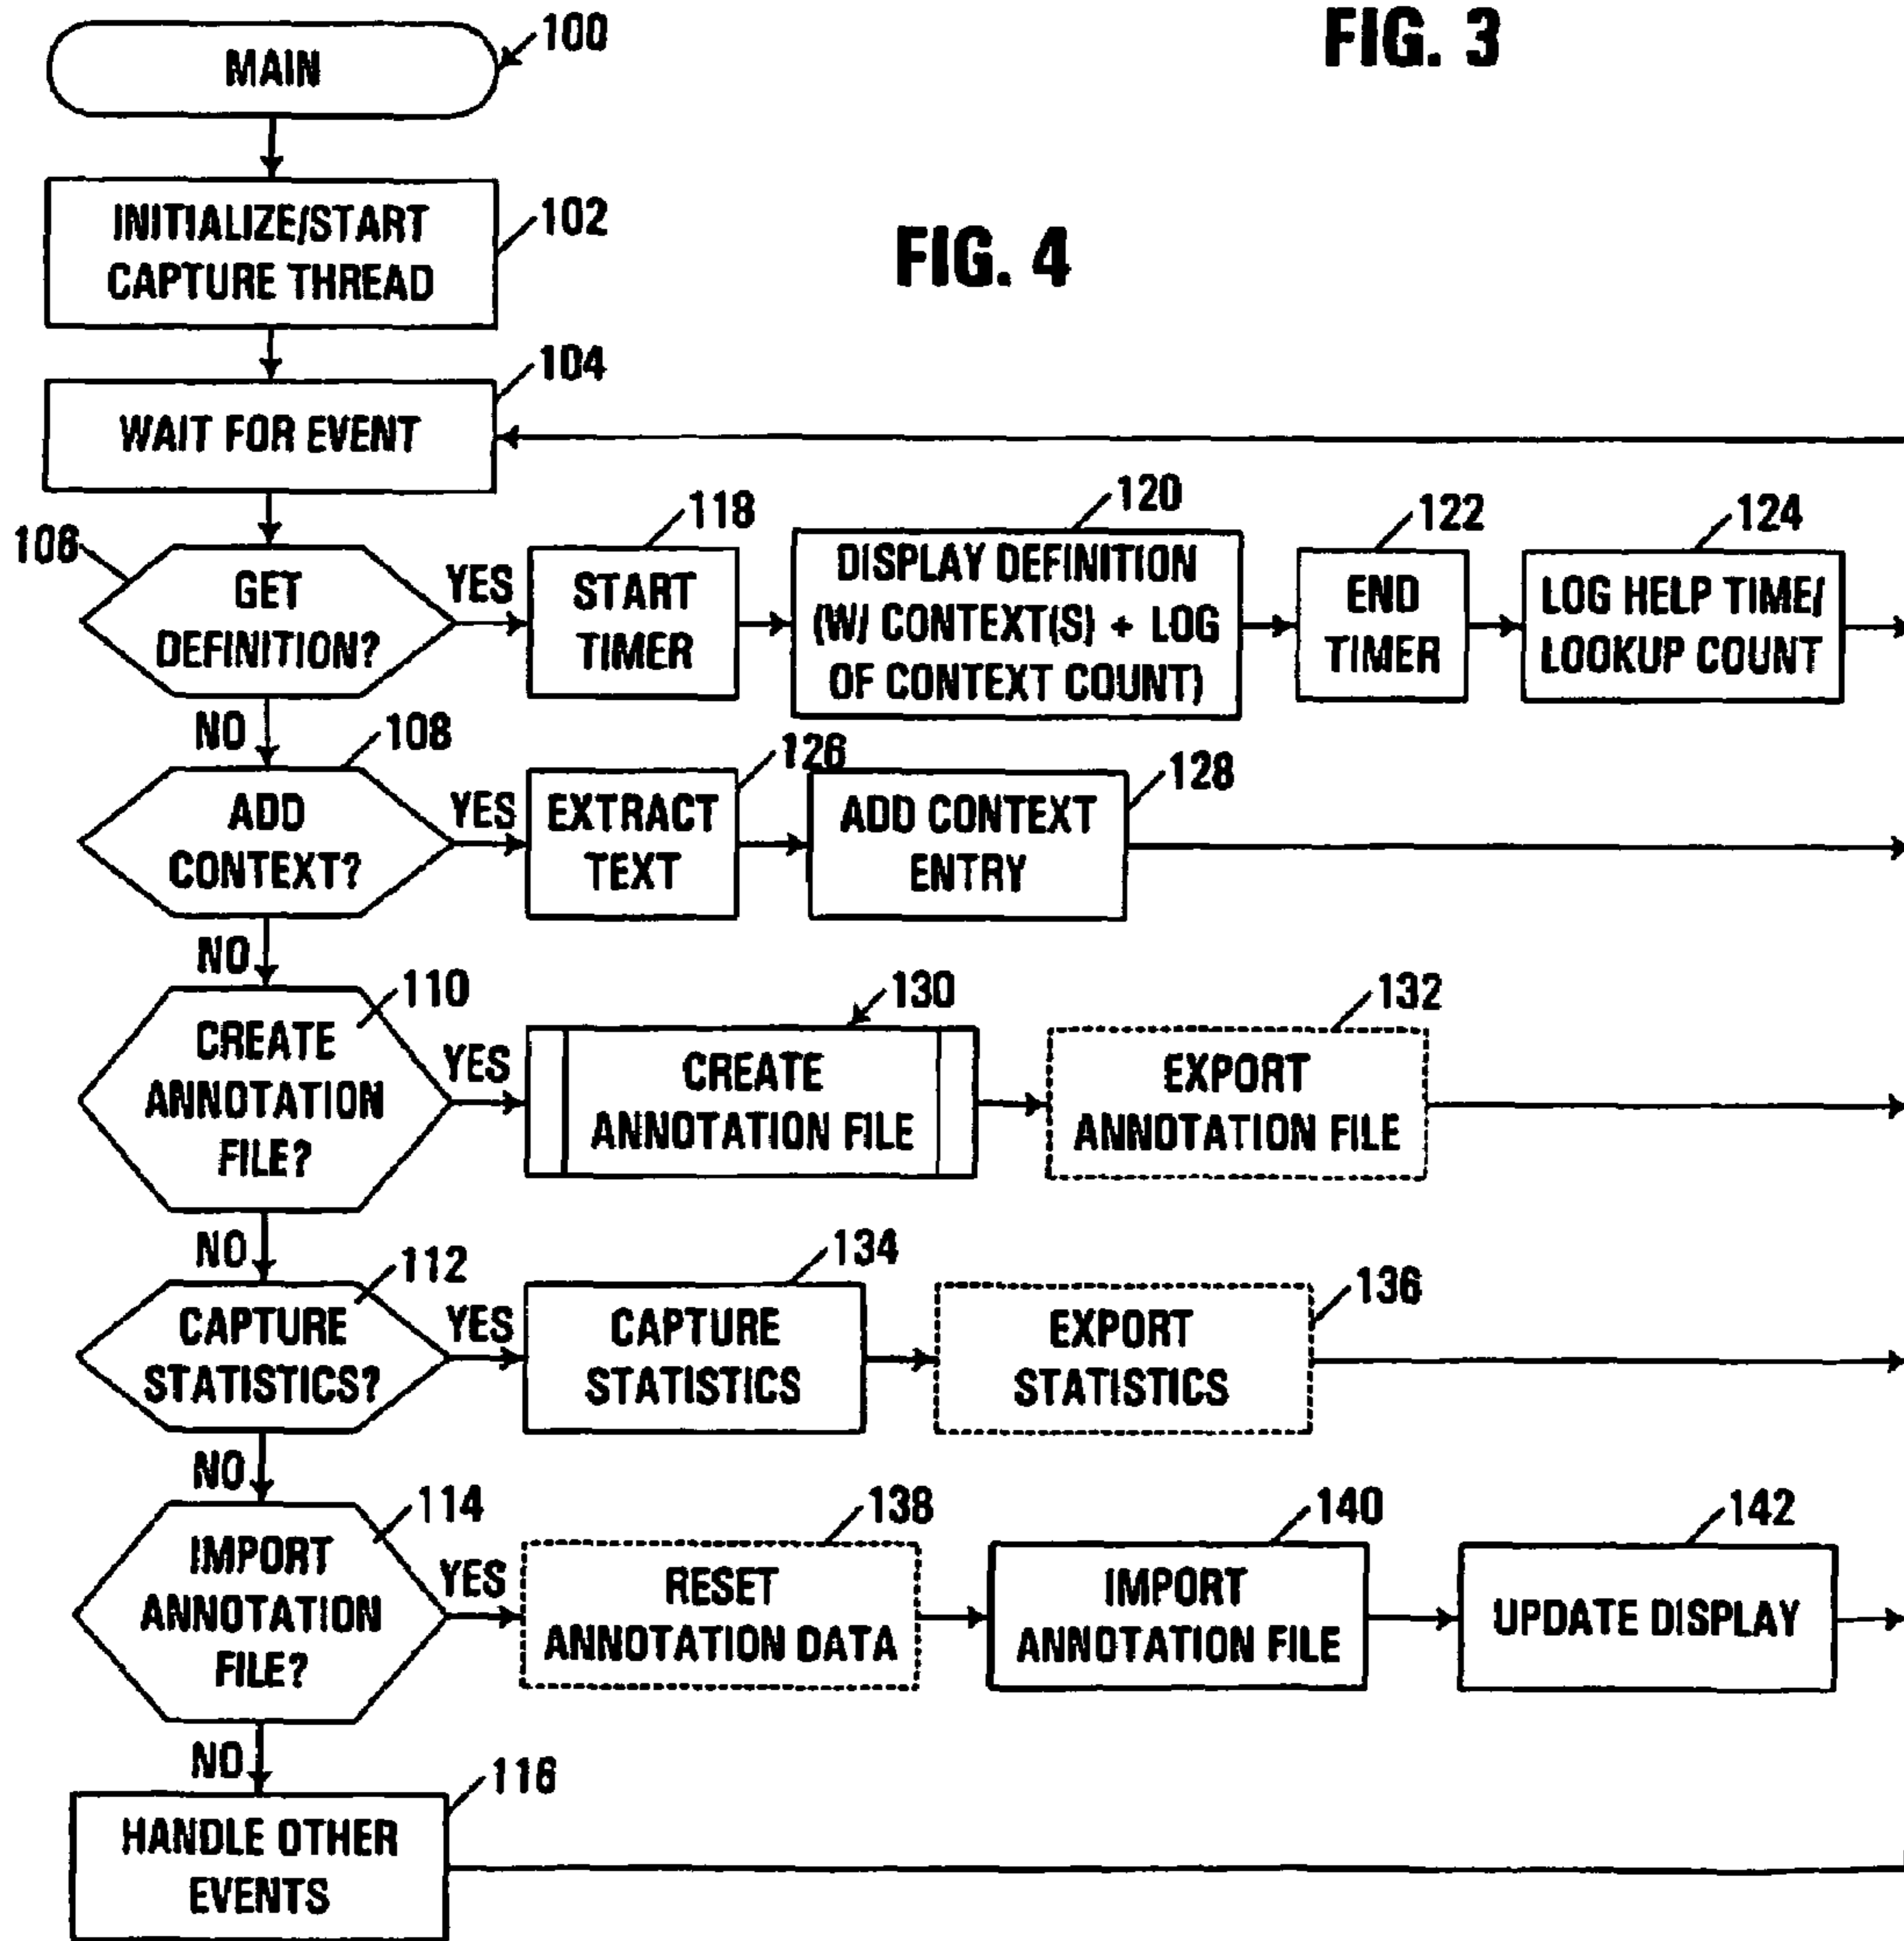 FIG. 3
100
MAIN
INITIALIZE/START
CAPTURE THREAD
102
FIG. 4
104
WAIT FOR EVENT
106
GET
DEFINITION?
YES
118
START
TIMER
120
DISPLAY DEFINITION
(W/ CONTEXT(S) + LOG
OF CONTEXT COUNT)
122
END
TIMER
124
LOG HELP TIME/
LOOKUP COUNT
NO
108
ADD
CONTEXT?
YES
126
EXTRACT
TEXT
128
ADD CONTEXT
ENTRY
NO
110
CREATE
ANNOTATION
FILE?
YES
130
CREATE
ANNOTATION FILE
132
EXPORT
ANNOTATION FILE
NO
112
CAPTURE
STATISTICS?
YES
134
CAPTURE
STATISTICS
136
EXPORT
STATISTICS
NO
114
IMPORT
ANNOTATION
FILE?
YES
138
RESET
ANNOTATION DATA
140
IMPORT
ANNOTATION FILE
142
UPDATE DISPLAY
NO
116
HANDLE OTHER
EVENTS